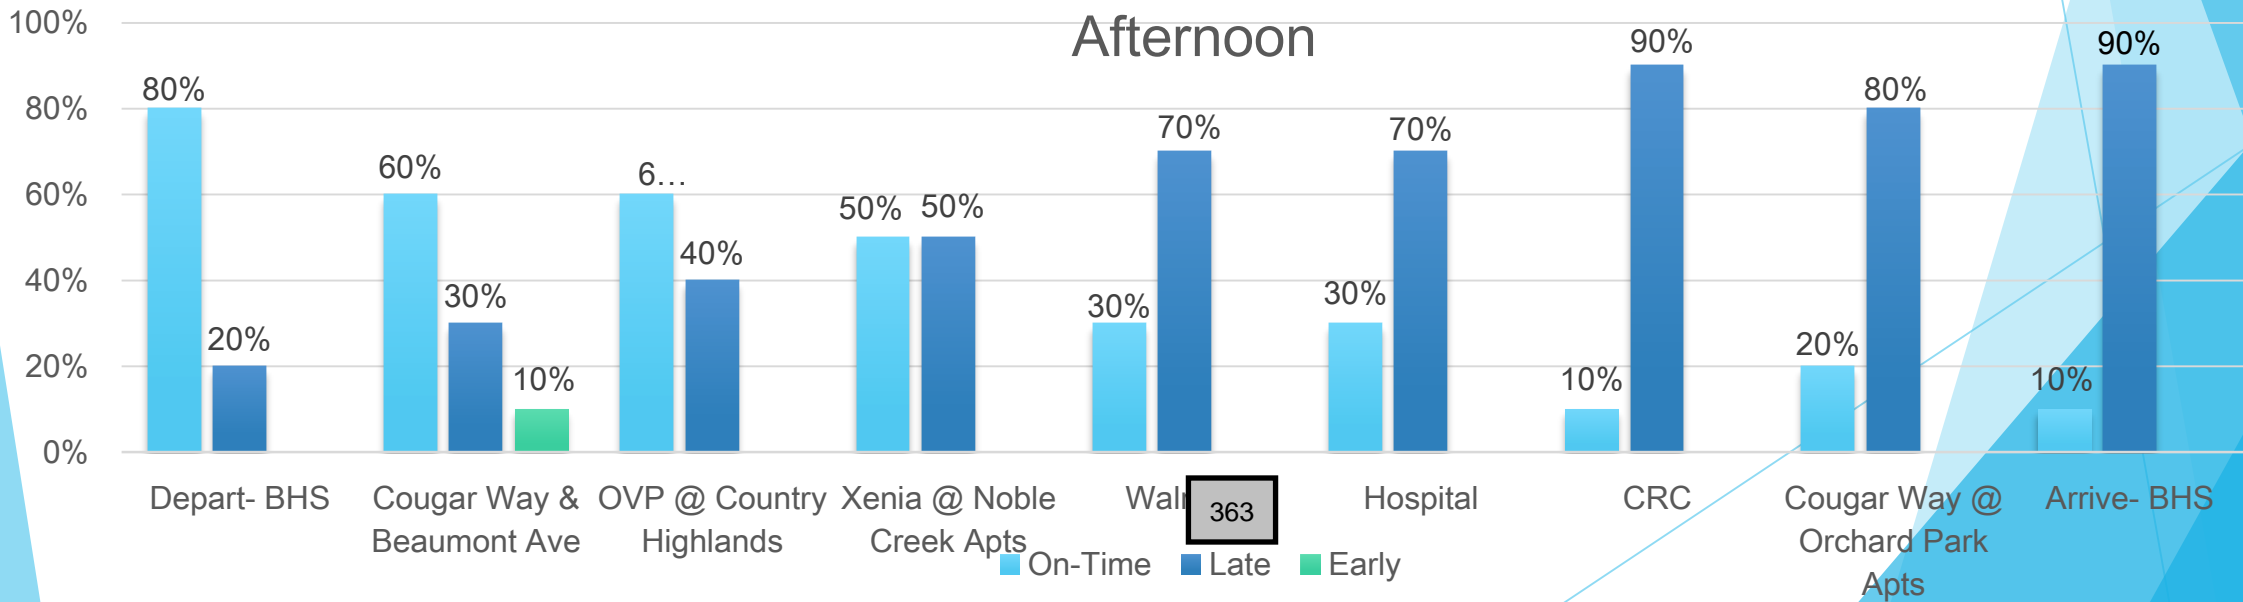 Afternoon
100%
80%
60%
40%
20%
0%
80%
20%
60%
30%
10%
6…
40%
50%
50%
30%
70%
30%
70%
10%
90%
20%
80%
10%
90%
Depart- BHS
Cougar Way &
Beaumont Ave
OVP @ Country
Highlands
Xenia @ Noble
Creek Apts
363
Hospital
CRC
Cougar Way @
Orchard Park
Apts
Arrive- BHS
On-Time
Late
Early